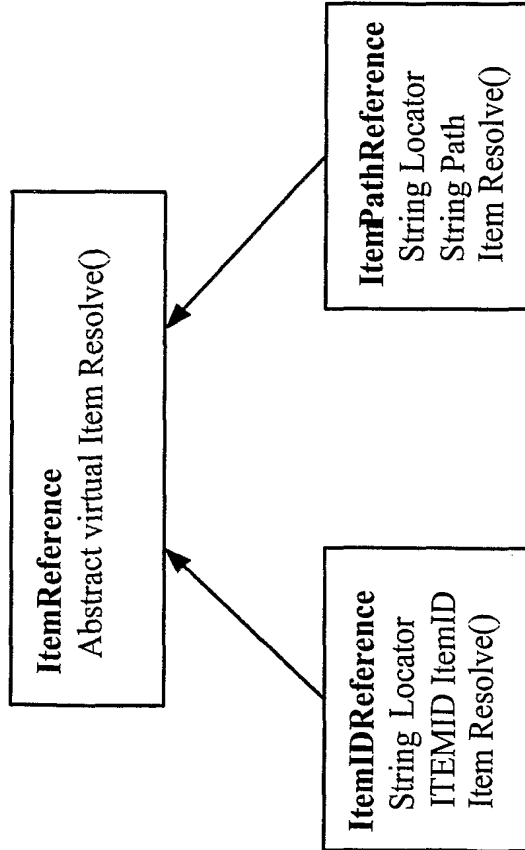 ItemReference
Abstract virtual Item Resolve()
ItemIDReference
String Locator
ITEMID ItemID
Item Resolve()
ItemPathReference
String Locator
String Path
Item Resolve()